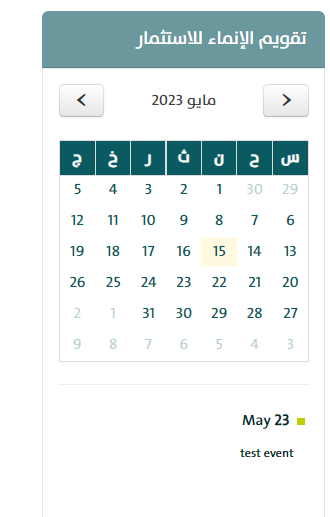 تقويم الإنماء للاستثمار
مايو 2023
س ح ن ث ر خ ج
29 30 1 2 3 4 5
6 7 8 9 10 11 12
13 14 15 16 17 18 19
20 21 22 23 24 25 26
27 28 29 30 31 1 2
3 4 5 6 7 8 9
May 23
test event